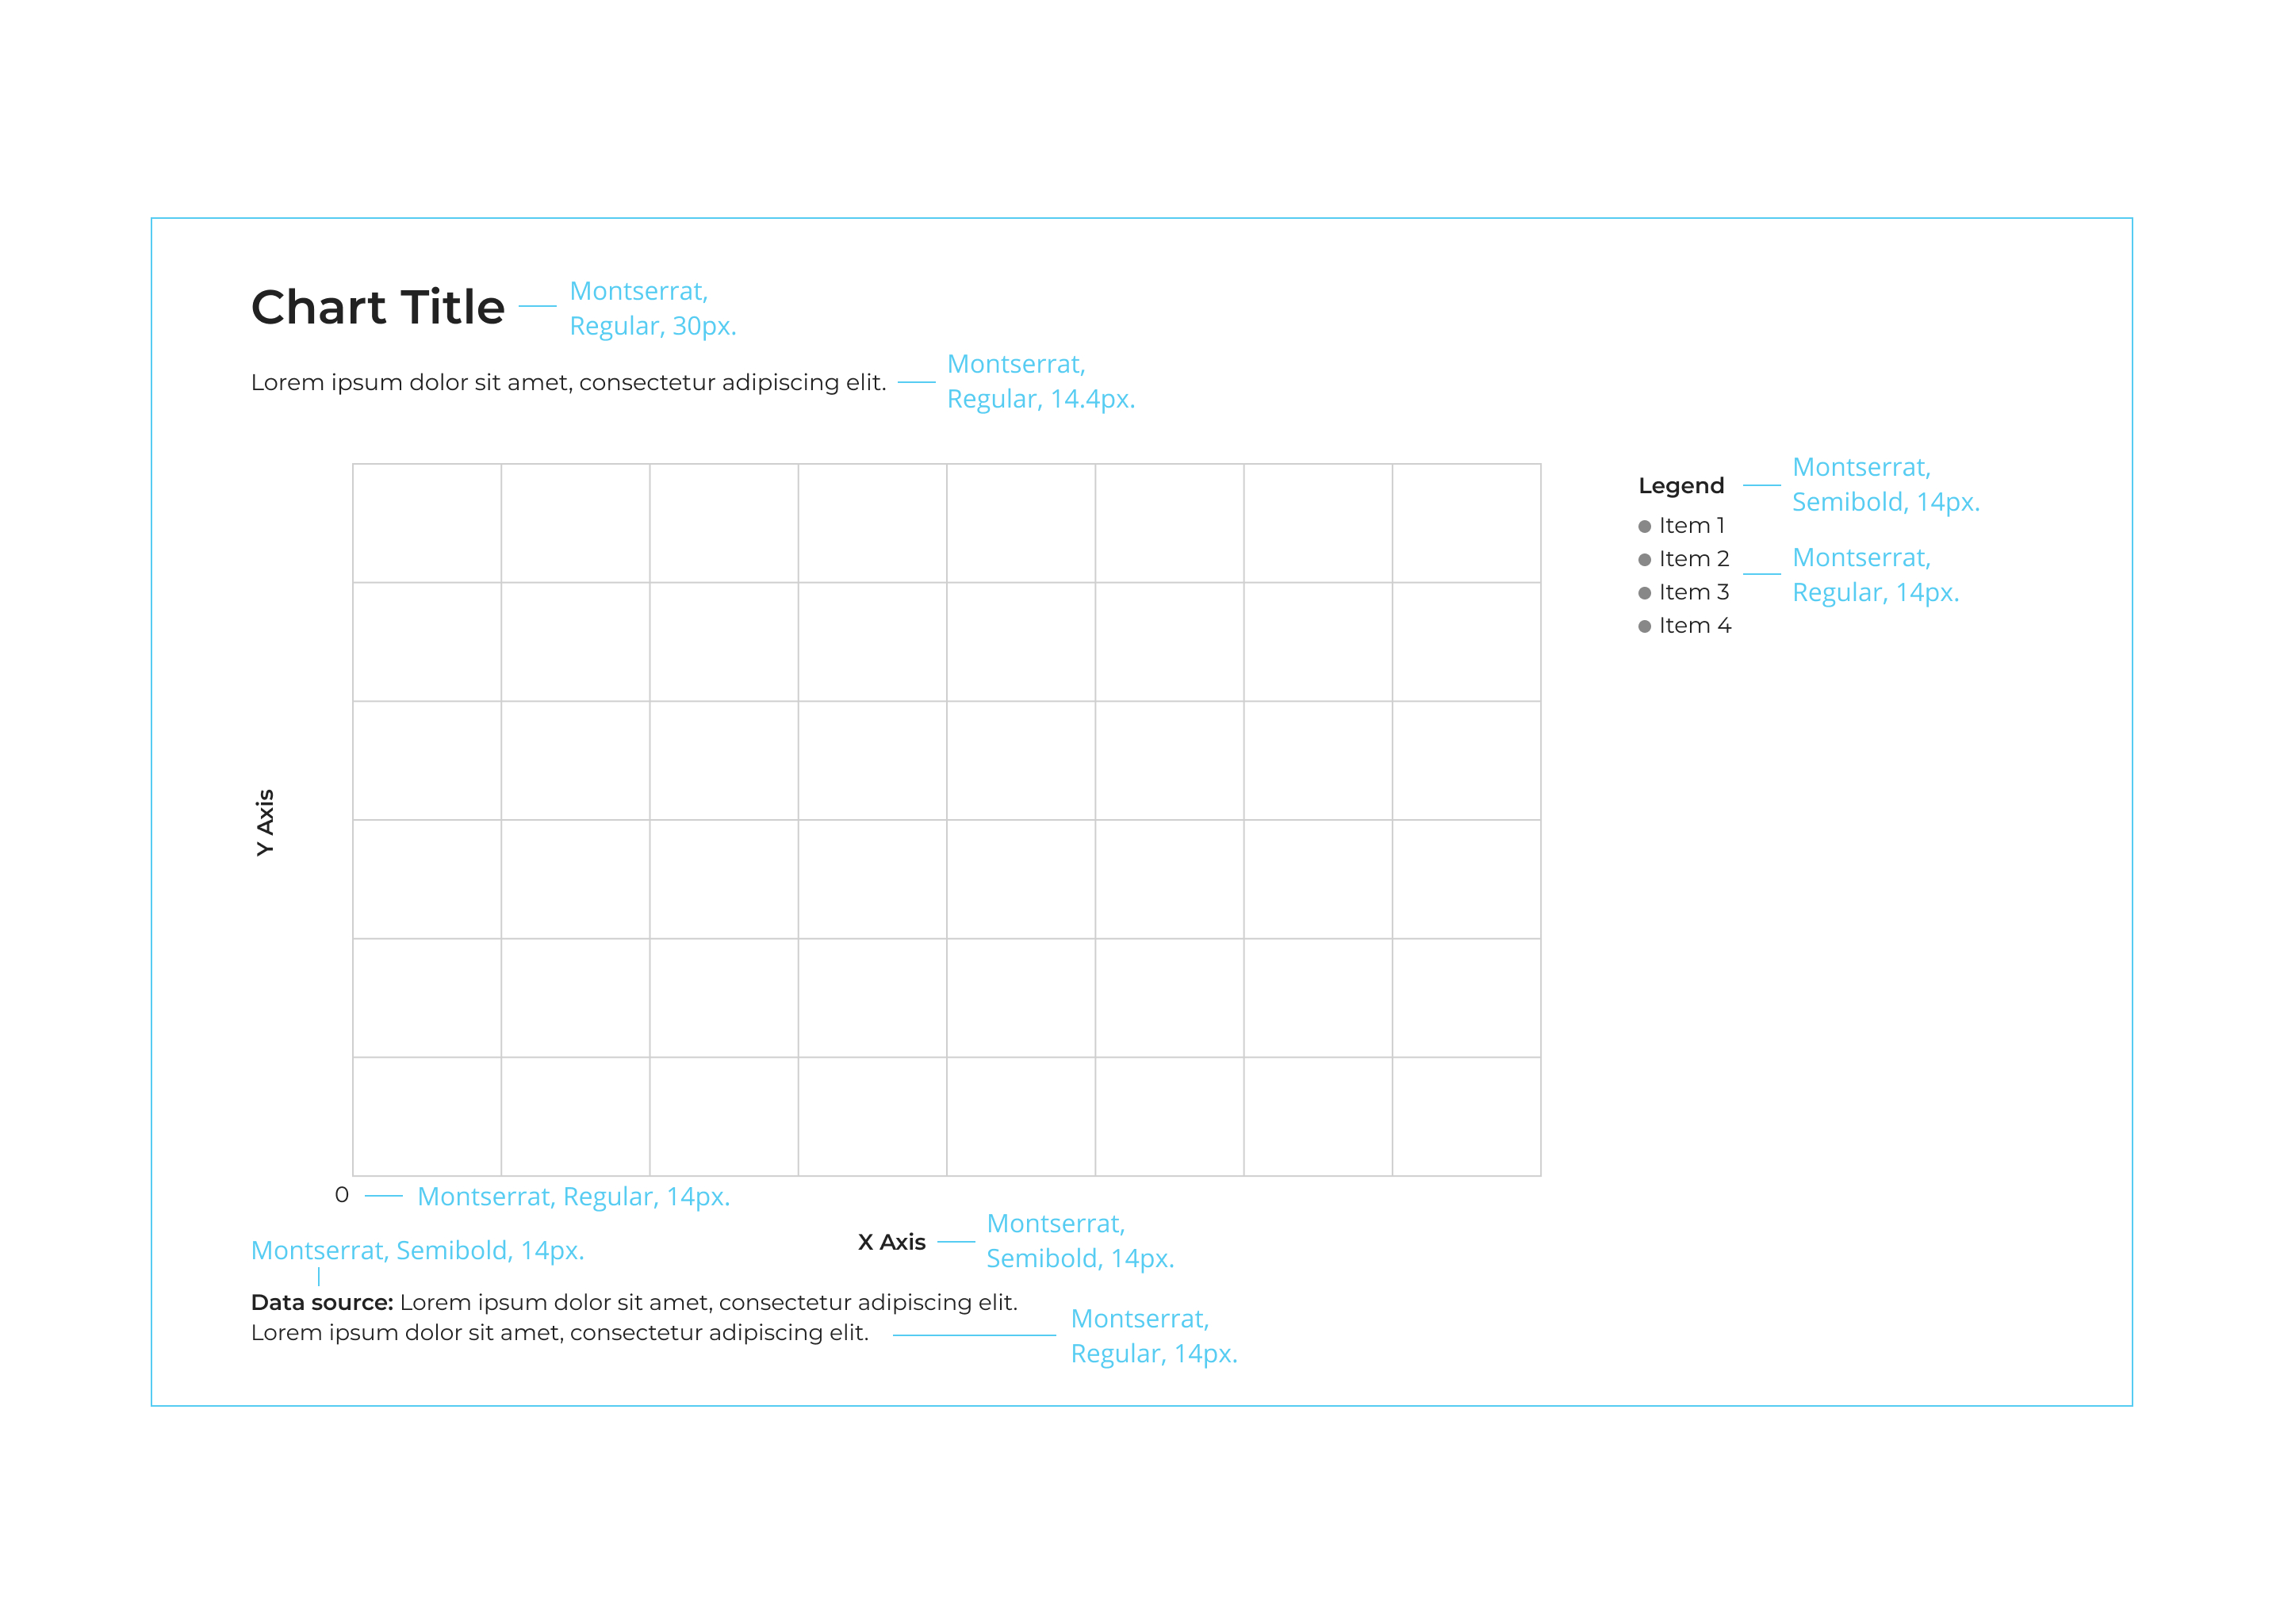 Chart Title
Montserrat,
Regular, 30px.
Lorem ipsum dolor sit amet, consectetur adipiscing elit.
Montserrat,
Regular, 14.4px.
Legend
Montserrat,
Semibold, 14px.
Item 1
Item 2
Item 3
Item 4
Montserrat,
Regular, 14px.
Y Axis
0
Montserrat, Regular, 14px.
X Axis
Montserrat,
Semibold, 14px.
Montserrat, Semibold, 14px.
Data source: Lorem ipsum dolor sit amet, consectetur adipiscing elit.
Lorem ipsum dolor sit amet, consectetur adipiscing elit.
Montserrat,
Regular, 14px.